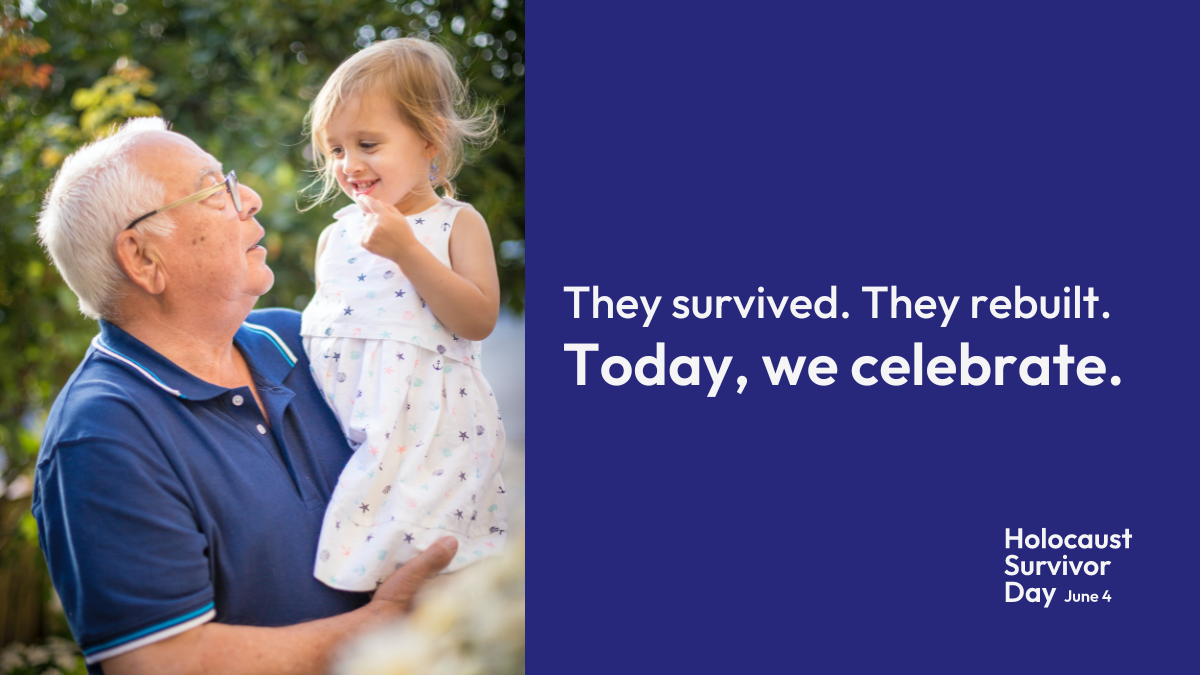 They survived. They rebuilt.
Today, we celebrate.
Holocaust
Survivor
Day June 4